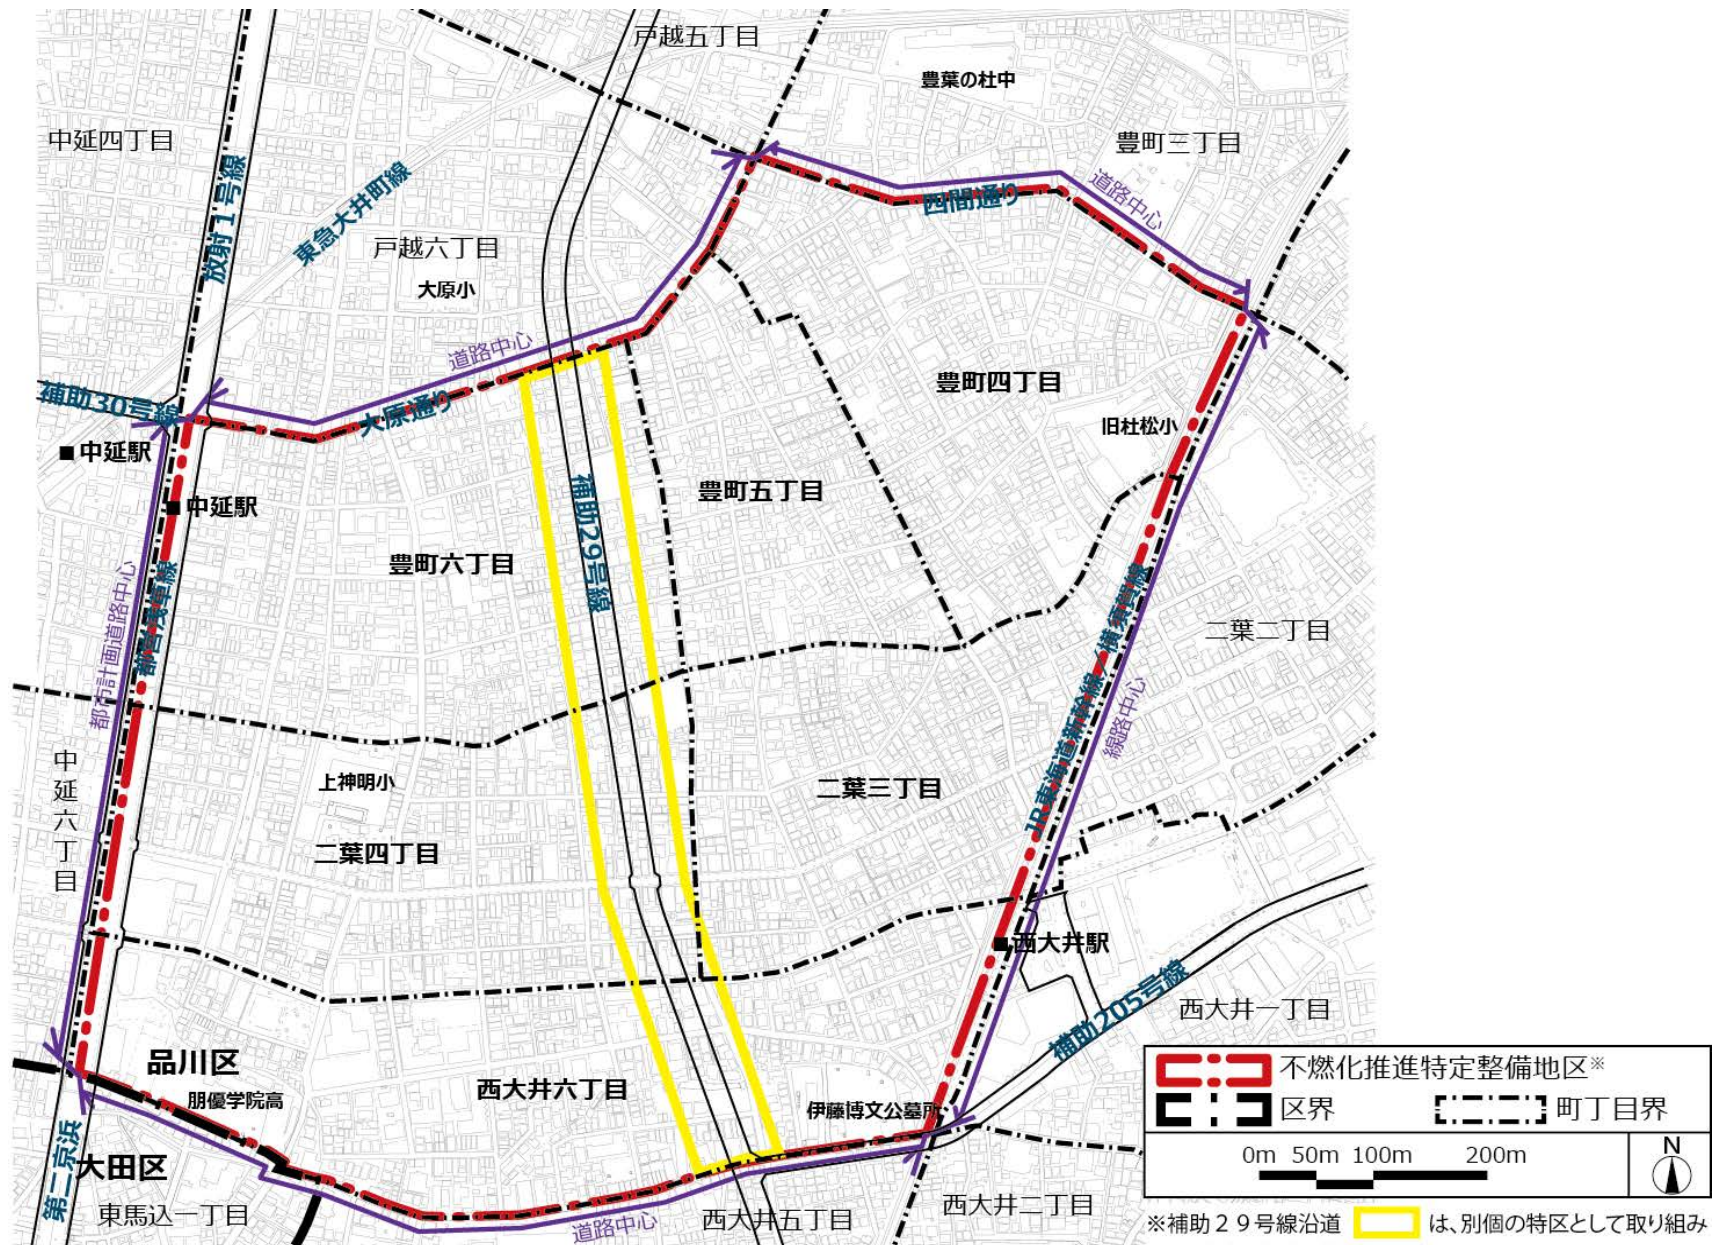 戸越五丁目
豊葉の杜中
中延四丁目
豊町三丁目
放射1号線
東急大井町線
道路中心
四間通り
戸越六丁目
大原小
道路中心
豊町四丁目
補助30号線
大原通り
旧杜松小
中延駅
中延駅
豊町五丁目
補助29号線
豊町六丁目
都営浅草線
都市計画道路中心
二葉二丁目
JR東海道新幹線/横須賀線
線路中心
中延六丁目
上神明小
二葉三丁目
二葉四丁目
西大井駅
補助205号線
西大井一丁目
品川区
朋優学院高
西大井六丁目
伊藤博文公墓所
第二京浜
大田区
東馬込一丁目
道路中心
西大井五丁目
西大井二丁目
不燃化推進特定整備地区※
区界
町丁目界
0m 50m 100m 200m
N
※補助29号線沿道 は、別個の特区として取り組み